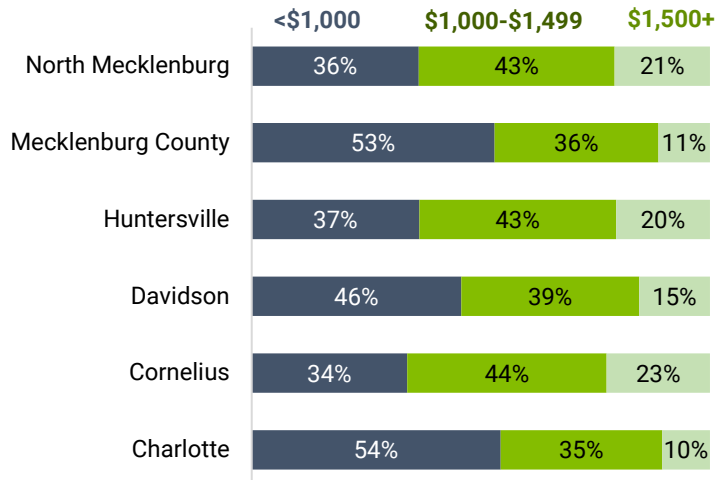 <$1,000 $1,000-$1,499 $1,500+
North Mecklenburg 36% 43% 21%
Mecklenburg County 53% 36% 11%
Huntersville 37% 43% 20%
Davidson 46% 39% 15%
Cornelius 34% 44% 23%
Charlotte 54% 35% 10%